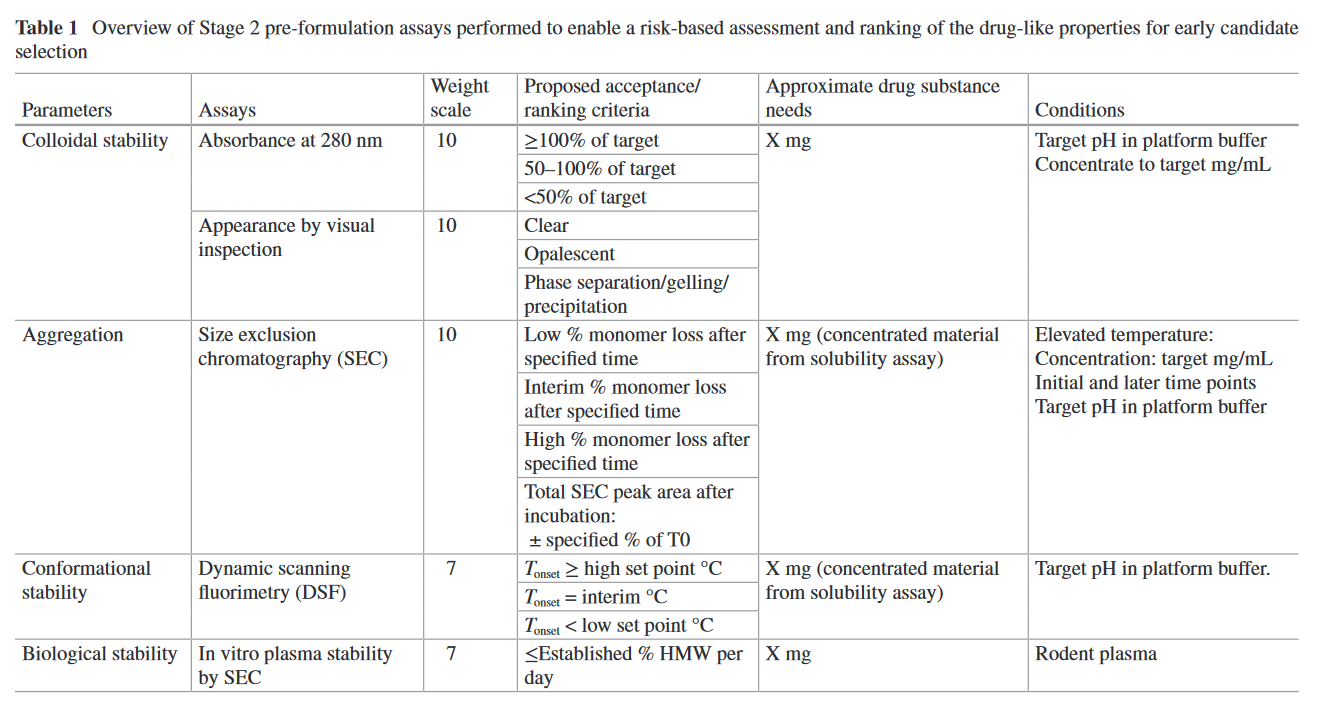 Table 1 Overview of Stage 2 pre-formulation assays performed to enable a risk-based assessment and ranking of the drug-like properties for early candidate
selection
Parameters
Assays
Weight
scale
Proposed acceptance/
ranking criteria
Approximate drug substance
needs
Conditions
Colloidal stability
Absorbance at 280 nm
10
≥100% of target
50–100% of target
<50% of target
X mg
Target pH in platform buffer
Concentrate to target mg/mL
Appearance by visual
inspection
10
Clear
Opalescent
Phase separation/gelling/
precipitation
Aggregation
Size exclusion
chromatography (SEC)
10
Low % monomer loss after
specified time
Interim % monomer loss
after specified time
High % monomer loss after
specified time
Total SEC peak area after
incubation:
± specified % of T0
X mg (concentrated material
from solubility assay)
Elevated temperature:
Concentration: target mg/mL
Initial and later time points
Target pH in platform buffer
Conformational
stability
Dynamic scanning
fluorimetry (DSF)
7
Tonset ≥ high set point °C
Tonset = interim °C
Tonset < low set point °C
X mg (concentrated material
from solubility assay)
Target pH in platform buffer.
Biological stability
In vitro plasma stability
by SEC
7
≤Established % HMW per
day
X mg
Rodent plasma